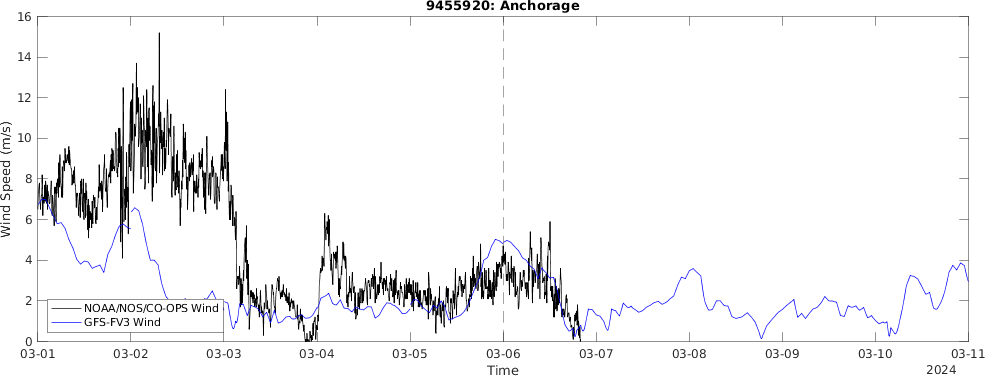 9455920: Anchorage
16
14
12
10
8
6
4
2
0
Wind Speed (m/s)
NOAA/NOS/CO-OPS Wind
GFS-FV3 Wind
03-01 03-02 03-03 03-04 03-05 03-06 03-07 03-08 03-09 03-10 03-11
Time
2024